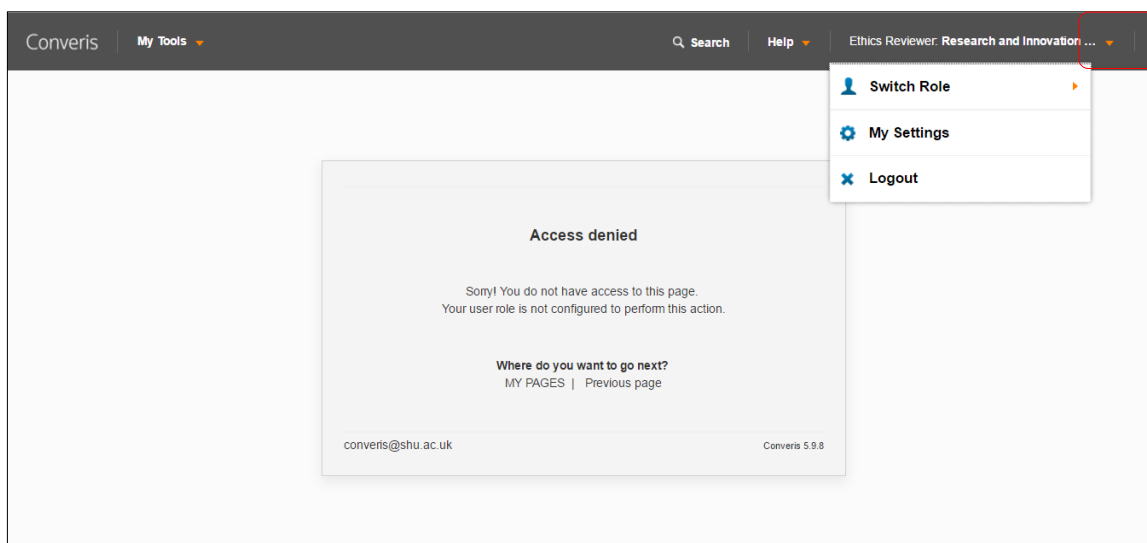 Converis My Tools Search Help Ethics Reviewer: Research and Innovation ...
Switch Role
My Settings
Logout
Access denied
Sorry! You do not have access to this page.
Your user role is not configured to perform this action.
Where do you want to go next?
MY PAGES | Previous page
converis@shu.ac.uk Converis 5.9.8